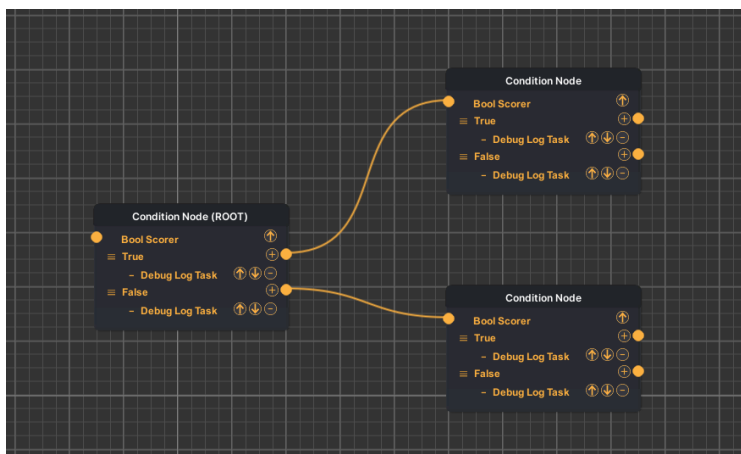 Condition Node
Bool Scorer
True
- Debug Log Task
False
- Debug Log Task
Condition Node (ROOT)
Bool Scorer
True
- Debug Log Task
False
- Debug Log Task
Condition Node
Bool Scorer
True
- Debug Log Task
False
- Debug Log Task